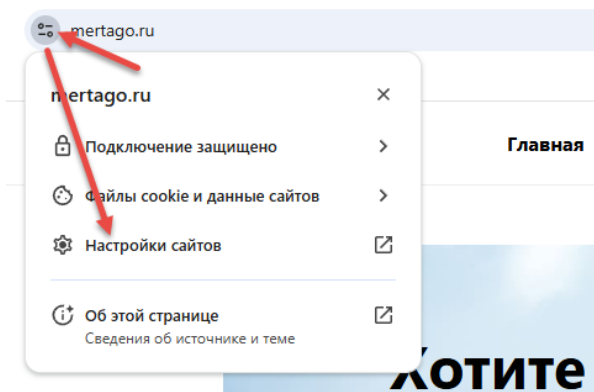 mertago.ru
mertago.ru
Подключение защищено
Главная
Файлы cookie и данные сайтов
Настройки сайтов
Об этой странице
Сведения об источнике и теме
Хотите